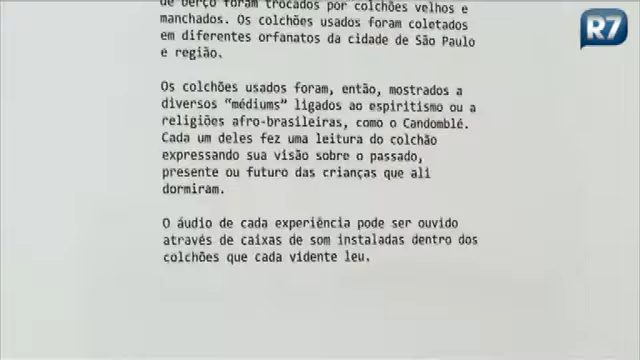 de berço foram trocados por colchões velhos e
manchados. Os colchões usados foram coletados
em diferentes orfanatos da cidade de São Paulo
e região.
Os colchões usados foram, então, mostrados a
diversos “médiums” ligados ao espiritismo ou a
religiões afro-brasileiras, como o Candomblé.
Cada um deles fez uma leitura do colchão
expressando sua visão sobre o passado,
presente ou futuro das crianças que ali
dormiram.
O áudio de cada experiência pode ser ouvido
através de caixas de som instaladas dentro dos
colchões que cada vidente leu.
R7